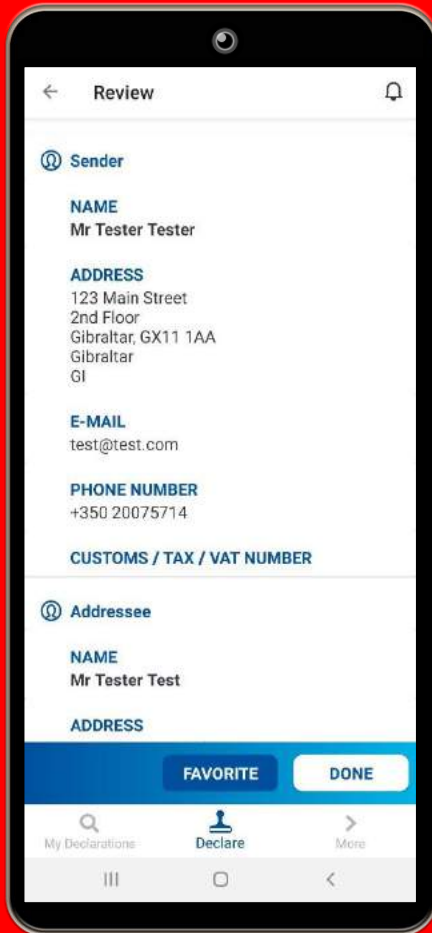 Review
Sender
NAME
Mr Tester Tester
ADDRESS
123 Main Street
2nd Floor
Gibraltar, GX11 1AA
Gibraltar
GI
E-MAIL
test@test.com
PHONE NUMBER
+350 20075714
CUSTOMS / TAX / VAT NUMBER
Addressee
NAME
Mr Tester Test
ADDRESS
FAVORITE DONE
My Declarations Declare More